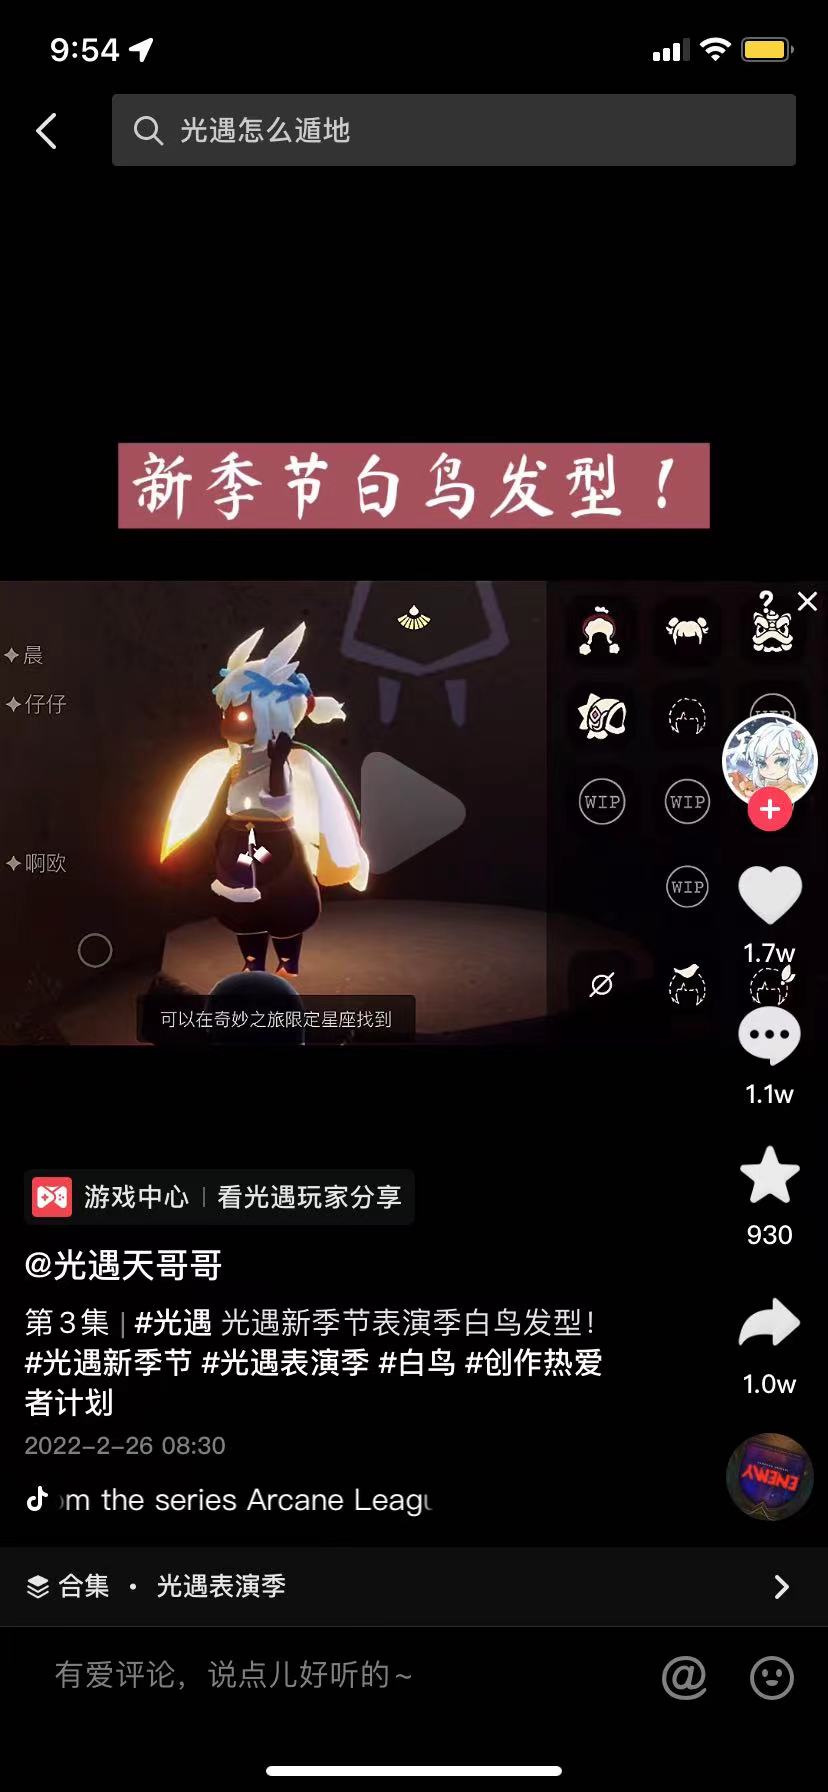 9:54
光遇怎么遁地
新季节白鸟发型！
晨
仔仔
啊欧
?
WIP
WIP
WIP
WIP
可以在奇妙之旅限定星座找到
1.7w
1.1w
930
1.0w
ENEMY
游戏中心 | 看光遇玩家分享
@光遇天哥哥
第3集 | #光遇 光遇新季节表演季白鸟发型！
#光遇新季节 #光遇表演季 #白鸟 #创作热爱
者计划
2022-2-26 08:30
om the series Arcane Leagu
合集 · 光遇表演季
有爱评论，说点儿好听的~